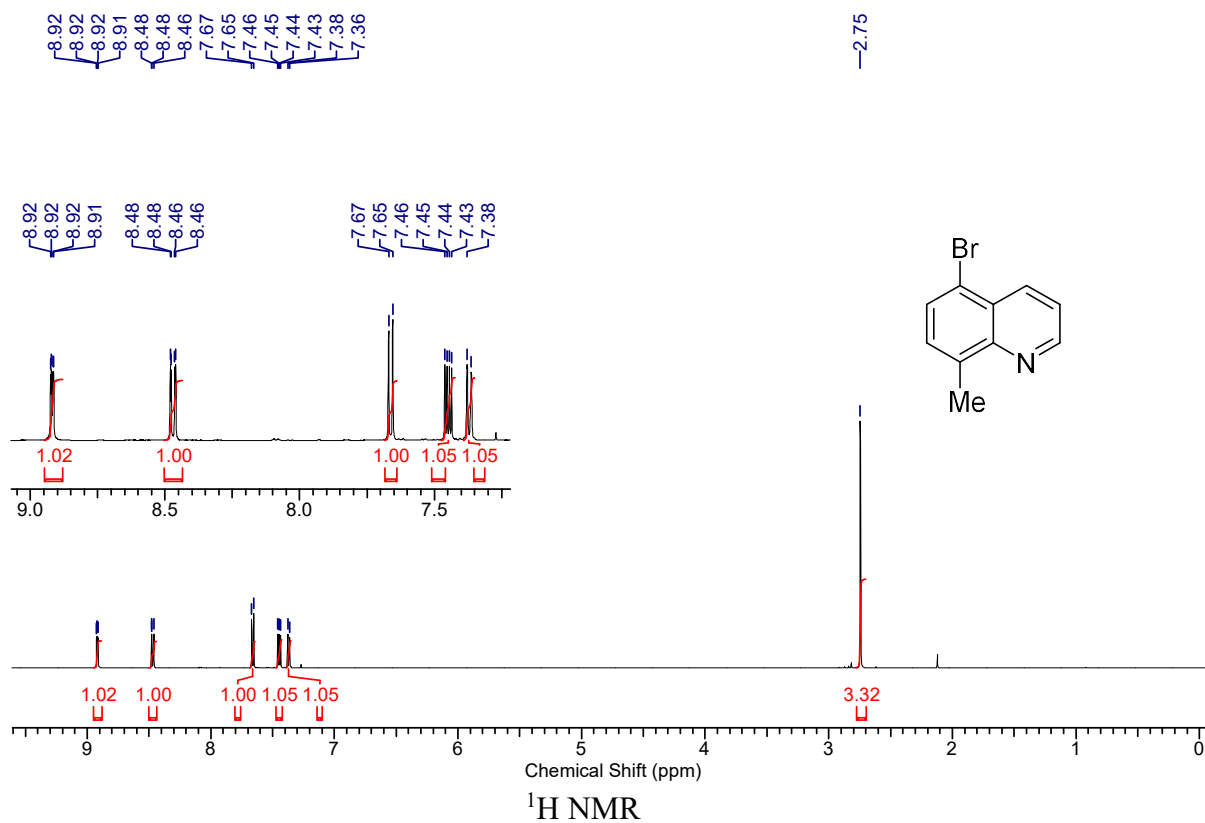 8.92 8.92 8.92 8.91 8.48 8.48 8.46 7.67 7.65 7.46 7.45 7.44 7.43 7.38 7.36 2.75
8.92 8.92 8.92 8.91 8.48 8.48 8.46 8.46 7.67 7.65 7.46 7.45 7.44 7.43 7.38
Br
N
Me
1.02 1.00 1.00 1.05 1.05
9.0 8.5 8.0 7.5
1.02 1.00 1.00 1.05 1.05 3.32
9 8 7 6 5 4 3 2 1 0
Chemical Shift (ppm)
¹H NMR